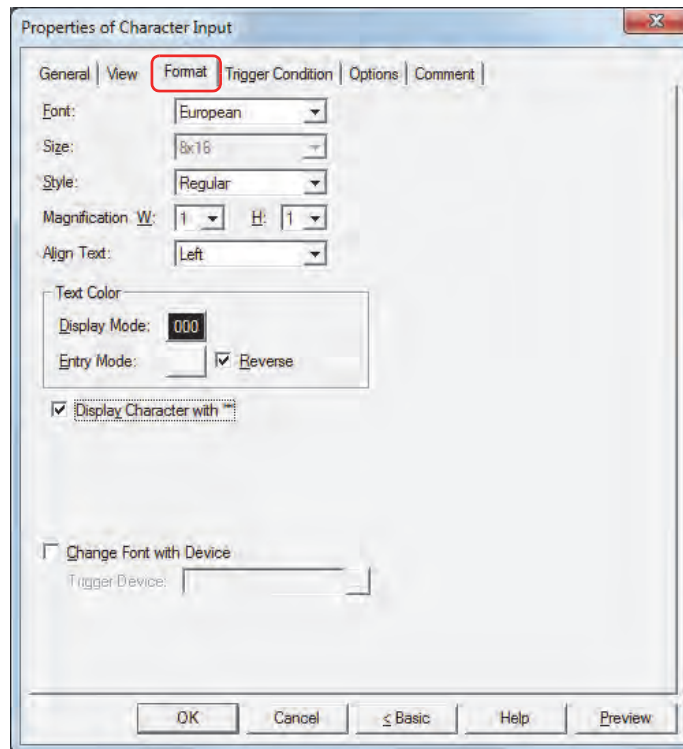 Properties of Character Input
General View Format Trigger Condition Options Comment
Font: European
Size: 8x16
Style: Regular
Magnification W: 1 H: 1
Align Text: Left
Text Color
Display Mode: 000
Entry Mode: Reverse
Display Character with "*"
Change Font with Device
Trigger Device:
OK Cancel < Basic Help Preview